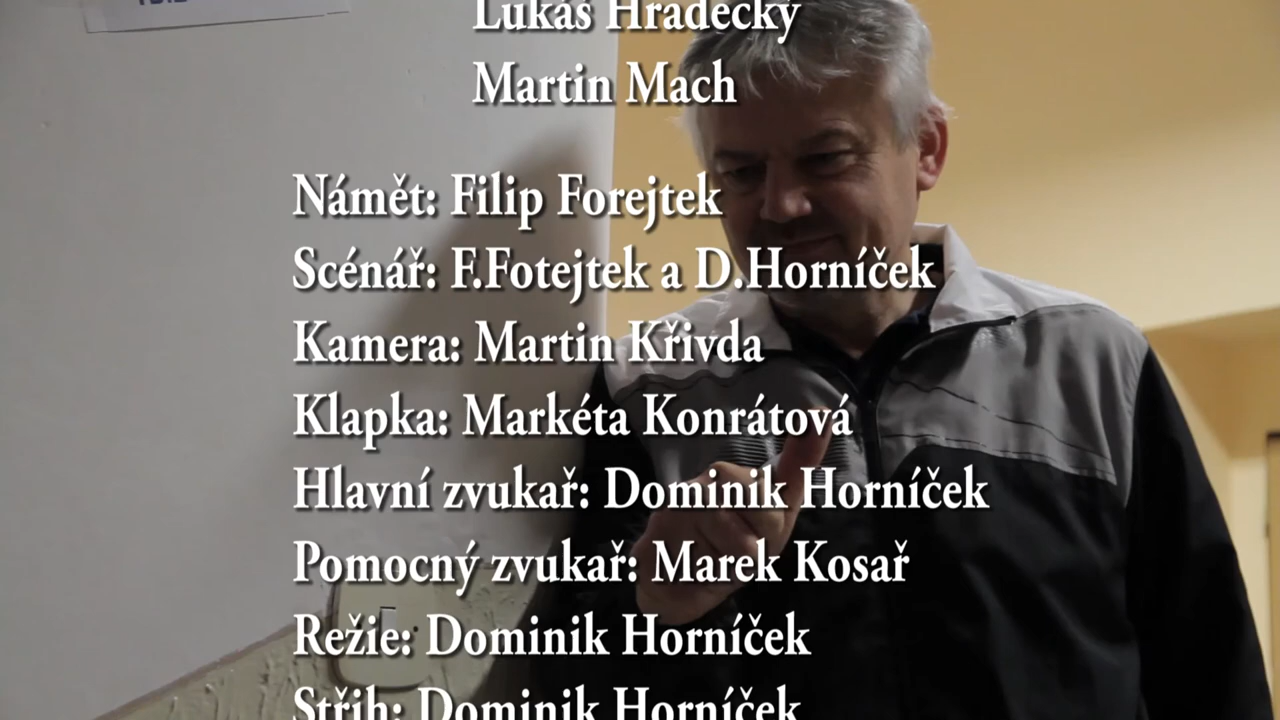 Lukáš Hradecký
Martin Mach
Námět: Filip Forejtek
Scénář: F.Fotejtek a D.Horníček
Kamera: Martin Křivda
Klapka: Markéta Konrátová
Hlavní zvukař: Dominik Horníček
Pomocný zvukař: Marek Kosař
Režie: Dominik Horníček
Střih: Dominik Horníček